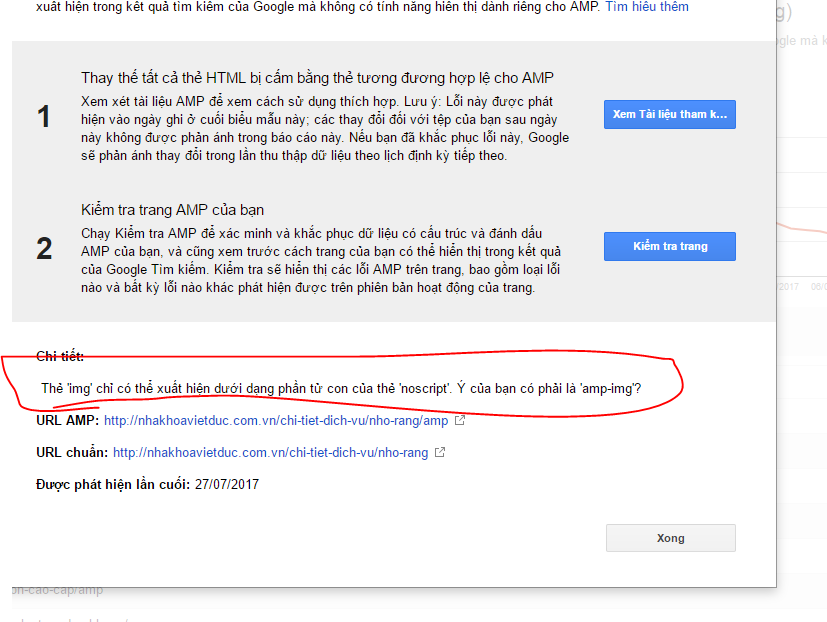 xuất hiện trong kết quả tìm kiếm của Google mà không có tính năng hiển thị dành riêng cho AMP. Tìm hiểu thêm
Thay thế tất cả thẻ HTML bị cấm bằng thẻ tương đương hợp lệ cho AMP
1
Xem xét tài liệu AMP để xem cách sử dụng thích hợp. Lưu ý: Lỗi này được phát
hiện vào ngày ghi ở cuối biểu mẫu này; các thay đổi đối với tệp của bạn sau ngày
này không được phản ánh trong báo cáo này. Nếu bạn đã khắc phục lỗi này, Google
sẽ phản ánh thay đổi trong lần thu thập dữ liệu theo lịch định kỳ tiếp theo.
Xem Tài liệu tham k...
Kiểm tra trang AMP của bạn
2
Chạy Kiểm tra AMP để xác minh và khắc phục dữ liệu có cấu trúc và đánh dấu
AMP của bạn, và cũng xem trước cách trang của bạn có thể hiển thị trong kết quả
của Google Tìm kiếm. Kiểm tra sẽ hiển thị các lỗi AMP trên trang, bao gồm loại lỗi
nào và bất kỳ lỗi nào khác phát hiện được trên phiên bản hoạt động của trang.
Kiểm tra trang
Chi tiết:
Thẻ 'img' chỉ có thể xuất hiện dưới dạng phần tử con của thẻ 'noscript'. Ý của bạn có phải là 'amp-img'?
URL AMP: http://nhakhoavietduc.com.vn/chi-tiet-dich-vu/nho-rang/amp
URL chuẩn: http://nhakhoavietduc.com.vn/chi-tiet-dich-vu/nho-rang
Được phát hiện lần cuối: 27/07/2017
Xong
on-cao-cap/amp